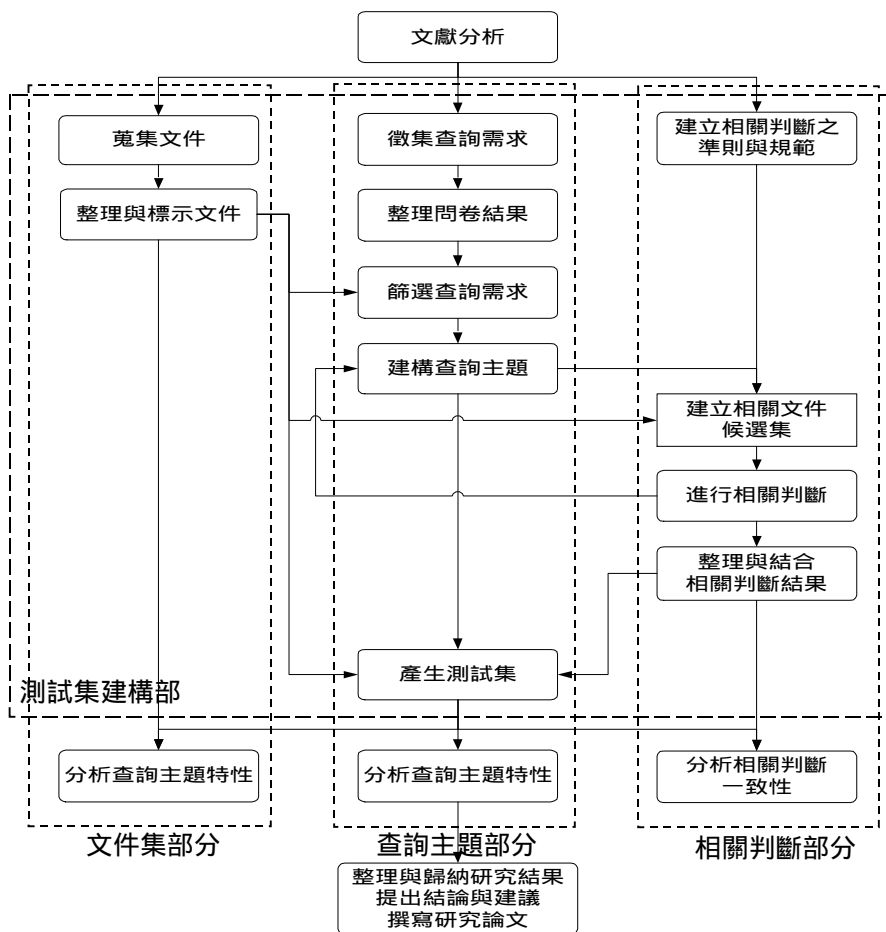 文獻分析
蒐集文件
徵集查詢需求
建立相關判斷之
準則與規範
整理與標示文件
整理問卷結果
篩選查詢需求
建構查詢主題
建立相關文件
候選集
進行相關判斷
整理與結合
相關判斷結果
產生測試集
測試集建構部
分析查詢主題特性
分析查詢主題特性
分析相關判斷
一致性
文件集部分
查詢主題部分
相關判斷部分
整理與歸納研究結果
提出結論與建議
撰寫研究論文